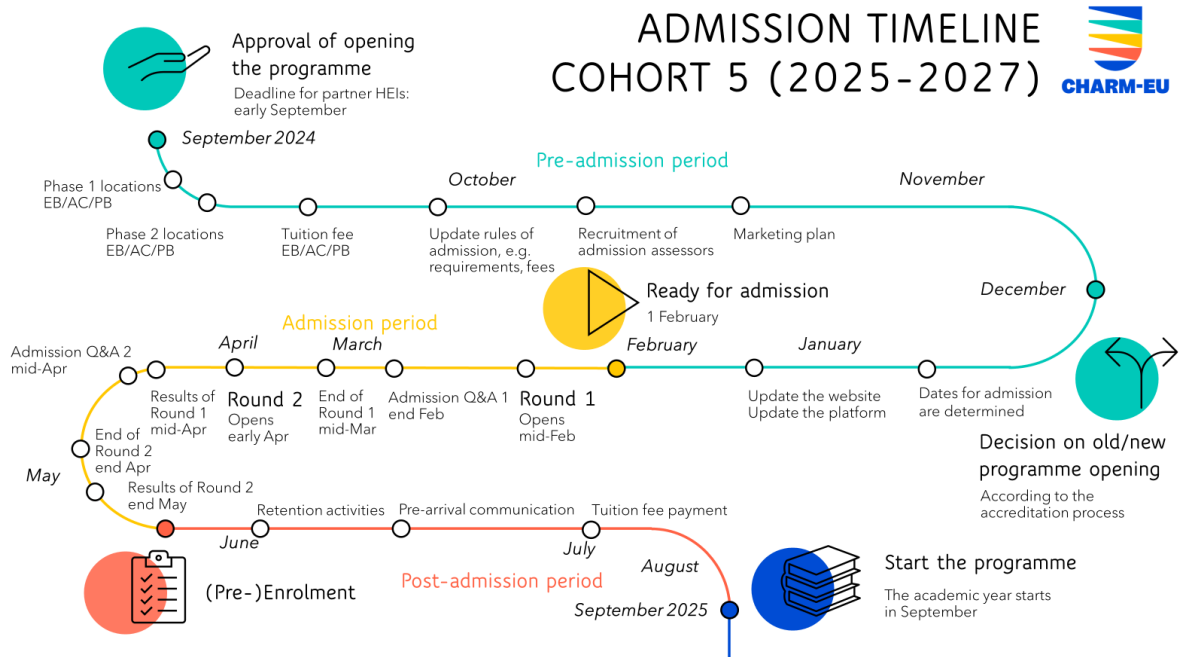 ADMISSION TIMELINE
COHORT 5 (2025-2027)
CHARM-EU
Approval of opening
the programme
Deadline for partner HEIs:
early September
September 2024
Pre-admission period
Phase 1 locations
EB/AC/PB
Phase 2 locations
EB/AC/PB
Tuition fee
EB/AC/PB
October
Update rules of
admission, e.g.
requirements, fees
Recruitment of
admission assessors
Marketing plan
November
December
Decision on old/new
programme opening
According to the
accreditation process
Dates for admission
are determined
January
Update the website
Update the platform
February
Ready for admission
1 February
Admission period
Round 1
Opens
mid-Feb
Admission Q&A 1
end Feb
March
End of
Round 1
mid-Mar
April
Round 2
Opens
early Apr
Results of
Round 1
mid-Apr
Admission Q&A 2
mid-Apr
End of
Round 2
end Apr
May
Results of Round 2
end May
(Pre-)Enrolment
June
Retention activities
Pre-arrival communication
Post-admission period
July
Tuition fee payment
August
September 2025
Start the programme
The academic year starts
in September